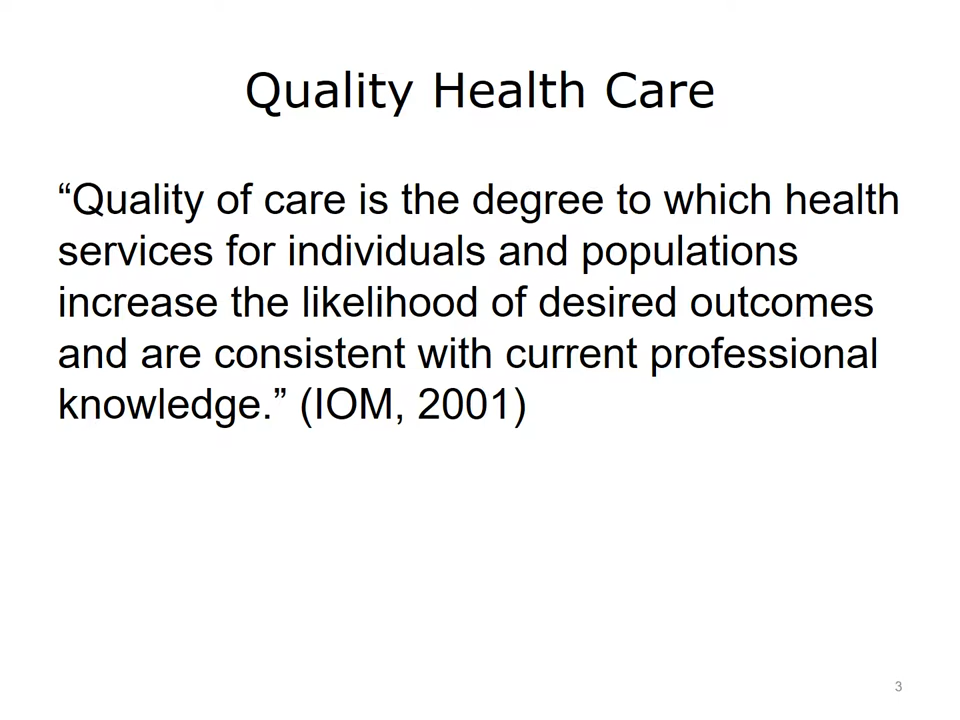 Quality Health Care
“Quality of care is the degree to which health
services for individuals and populations
increase the likelihood of desired outcomes
and are consistent with current professional
knowledge.” (IOM, 2001)
3